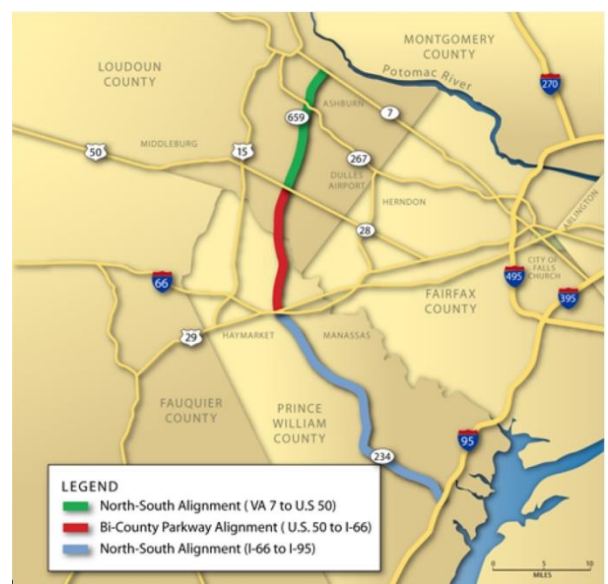 MONTGOMERY
COUNTY
LOUDOUN
COUNTY
Potomac River
270
ASHBURN
659
7
50
MIDDLEBURG
15
267
DULLES
AIRPORT
HERNDON
ARLINGTON
28
CITY OF
FALLS
CHURCH
495
66
395
FAIRFAX
COUNTY
29
HAYMARKET
MANASSAS
FAUQUIER
COUNTY
PRINCE
WILLIAM
COUNTY
95
234
LEGEND
North-South Alignment ( VA 7 to U.S 50)
Bi-County Parkway Alignment ( U.S. 50 to I-66)
North-South Alignment (I-66 to I-95)
0 5 10
MILES